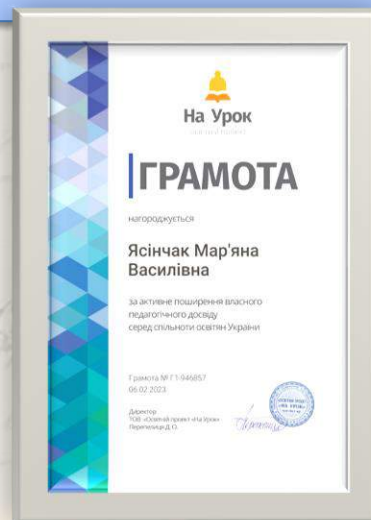 На Урок
ГРАМОТА
нагороджується
Ясінчак Мар'яна
Василівна
за активне поширення власного
педагогічного досвіду
серед спільноти освітян України
Грамота № Г1-946857
06.02.2023
Директор
ТОВ «Освітній проект «На Урок»